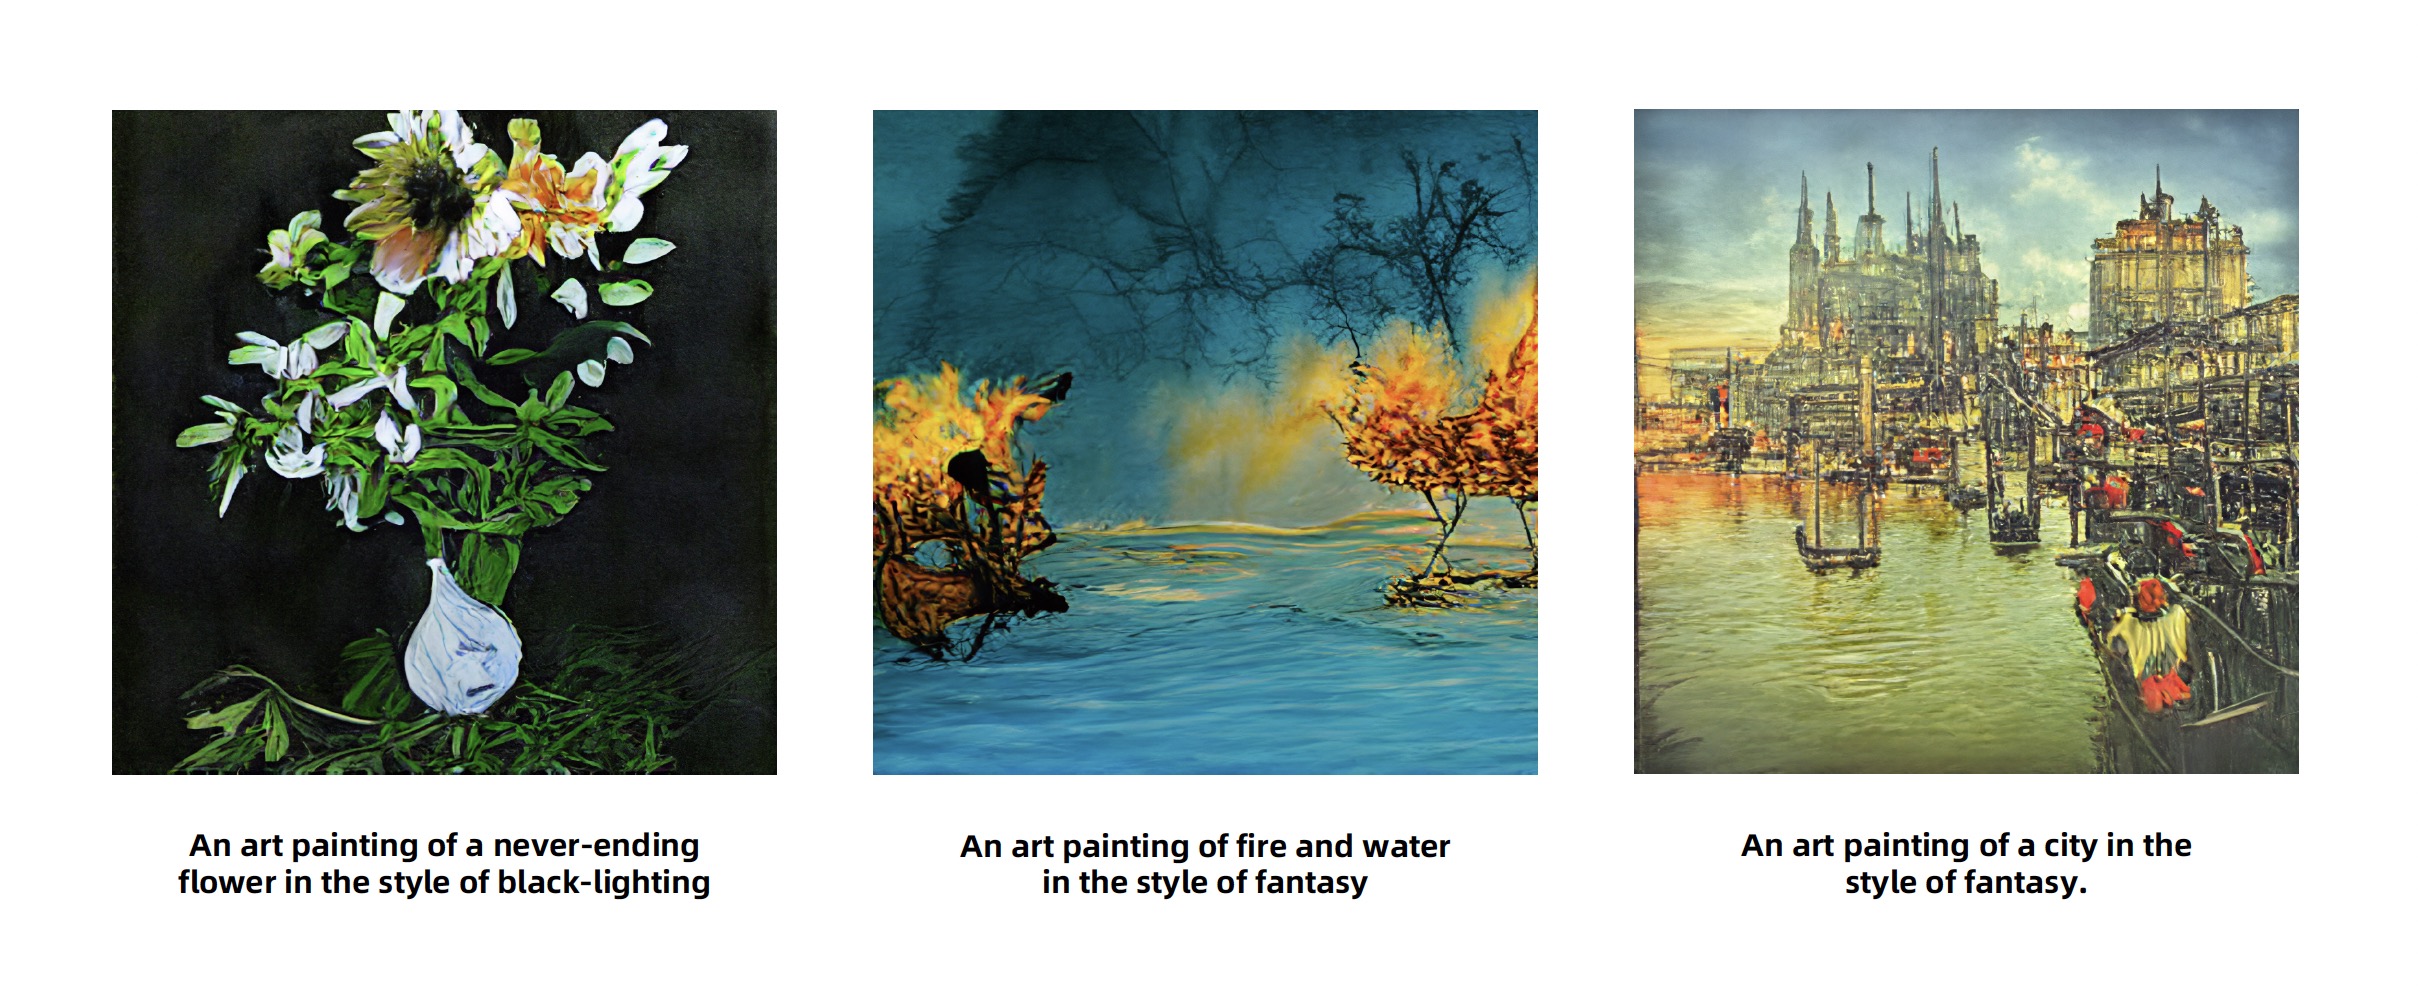 An art painting of a never-ending
flower in the style of black-lighting
An art painting of fire and water
in the style of fantasy
An art painting of a city in the
style of fantasy.